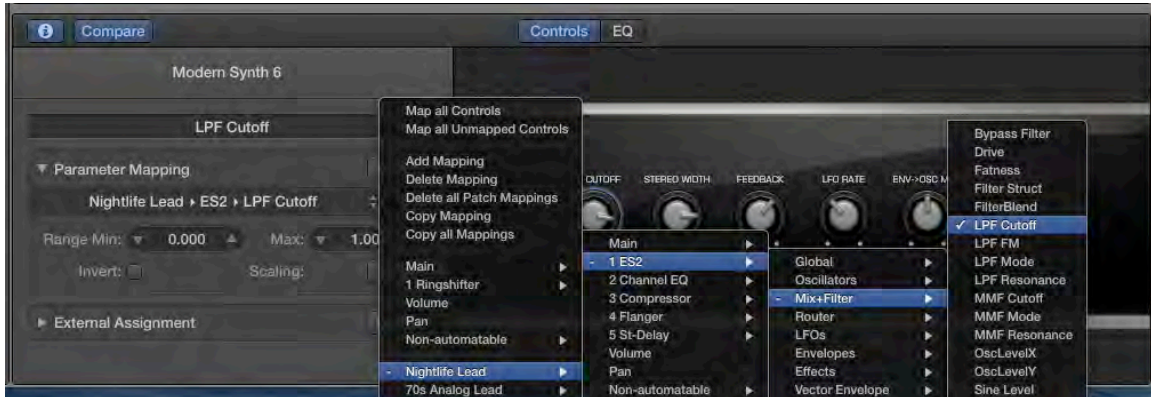 Compare
Controls
EQ
Modern Synth 6
LPF Cutoff
Parameter Mapping
Nightlife Lead ▸ ES2 ▸ LPF Cutoff
Range Min: 0.000 Max: 1.00
Invert: Scaling:
External Assignment
Map all Controls
Map all Unmapped Controls
Add Mapping
Delete Mapping
Delete all Patch Mappings
Copy Mapping
Copy all Mappings
Main
1 Ringshifter
Volume
Pan
Non-automatable
- Nightlife Lead
70s Analog Lead
CUTOFF STEREO WIDTH FEEDBACK LFO RATE ENV->OSC M
Main
- 1 ES2
2 Channel EQ
3 Compressor
4 Flanger
5 St-Delay
Volume
Pan
Non-automatable
Global
Oscillators
- Mix+Filter
Router
LFOs
Envelopes
Effects
Vector Envelope
Bypass Filter
Drive
Fatness
Filter Struct
FilterBlend
✓ LPF Cutoff
LPF FM
LPF Mode
LPF Resonance
MMF Cutoff
MMF Mode
MMF Resonance
OscLevelX
OscLevelY
Sine Level